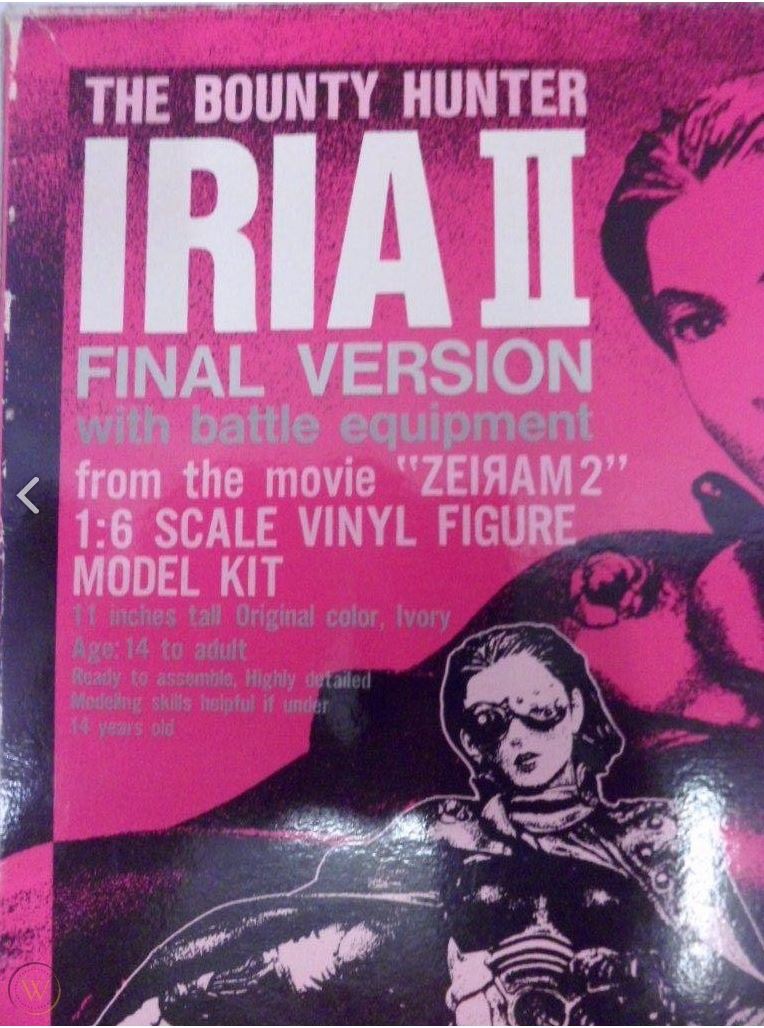 THE BOUNTY HUNTER
IRIA II
FINAL VERSION
with battle equipment
from the movie "ZEIЯAM2"
1:6 SCALE VINYL FIGURE
MODEL KIT
11 inches tall Original color, Ivory
Age: 14 to adult
Ready to assemble, Highly detailed
Modeling skills helpful if under
14 years old
W